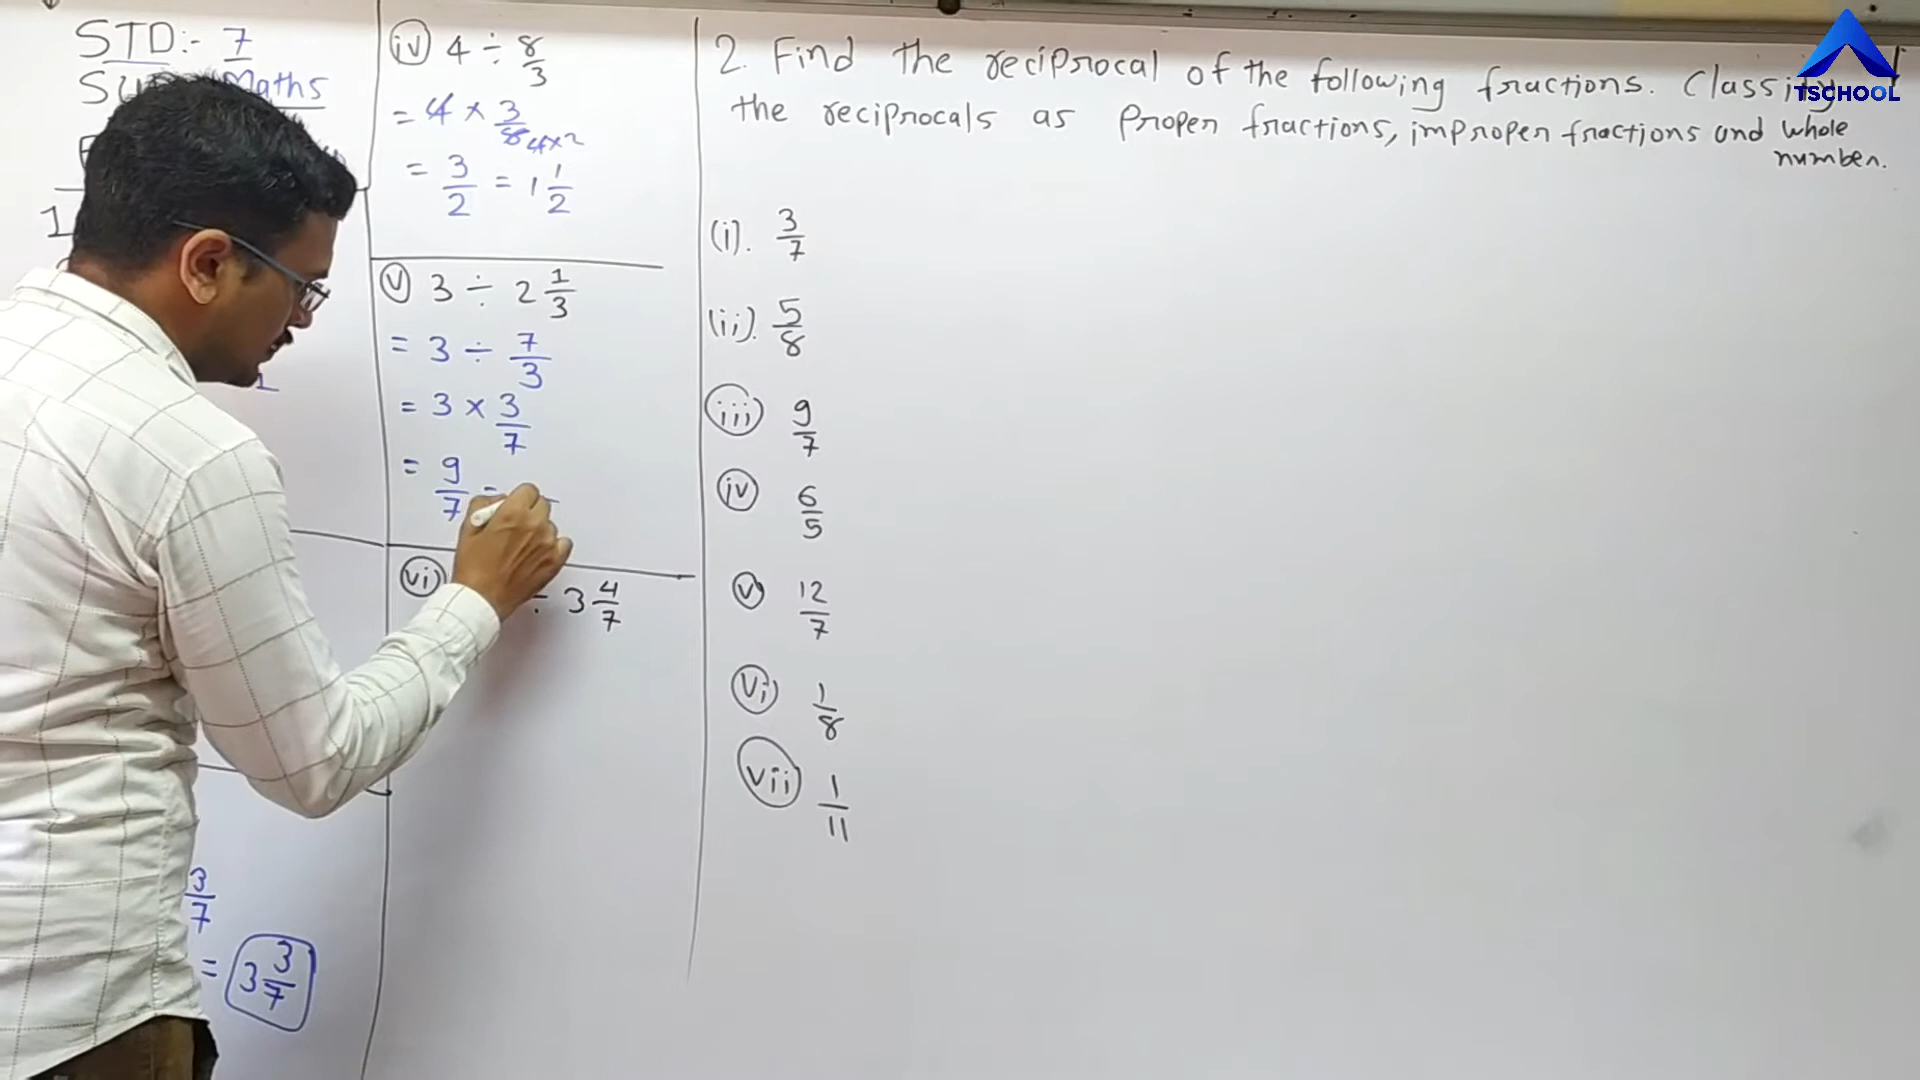 STD:- 7
Maths
1
3/7
= 3 3/7
(iv) 4 ÷ 8/3
= 4 × 3/8 4×2
= 3/2 = 1 1/2
(v) 3 ÷ 2 1/3
= 3 ÷ 7/3
= 3 × 3/7
= 9/7 =
(vi) ÷ 3 4/7
2. Find the reciprocal of the following fractions. Classify
the reciprocals as proper fractions, improper fractions and whole
number.
(i). 3/7
(ii). 5/8
(iii) 9/7
(iv) 6/5
(v) 12/7
(vi) 1/8
(vii) 1/11
TSCHOOL